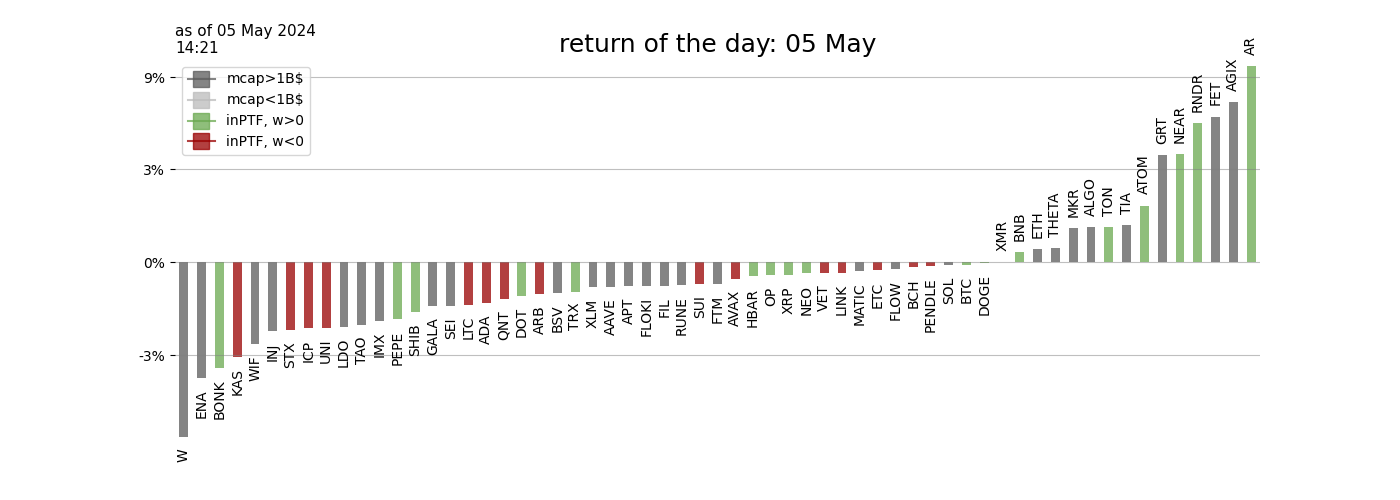 as of 05 May 2024
14:21
return of the day: 05 May
mcap>1B$
mcap<1B$
inPTF, w>0
inPTF, w<0
9%
3%
0%
-3%
W
ENA
BONK
KAS
WIF
INJ
STX
ICP
UNI
LDO
TAO
IMX
PEPE
SHIB
GALA
SEI
LTC
ADA
QNT
DOT
ARB
BSV
TRX
XLM
AAVE
APT
FLOKI
FIL
RUNE
SUI
FTM
AVAX
HBAR
OP
XRP
NEO
VET
LINK
MATIC
ETC
FLOW
BCH
PENDLE
SOL
BTC
DOGE
XMR
BNB
ETH
THETA
MKR
ALGO
TON
TIA
ATOM
GRT
NEAR
RNDR
FET
AGIX
AR